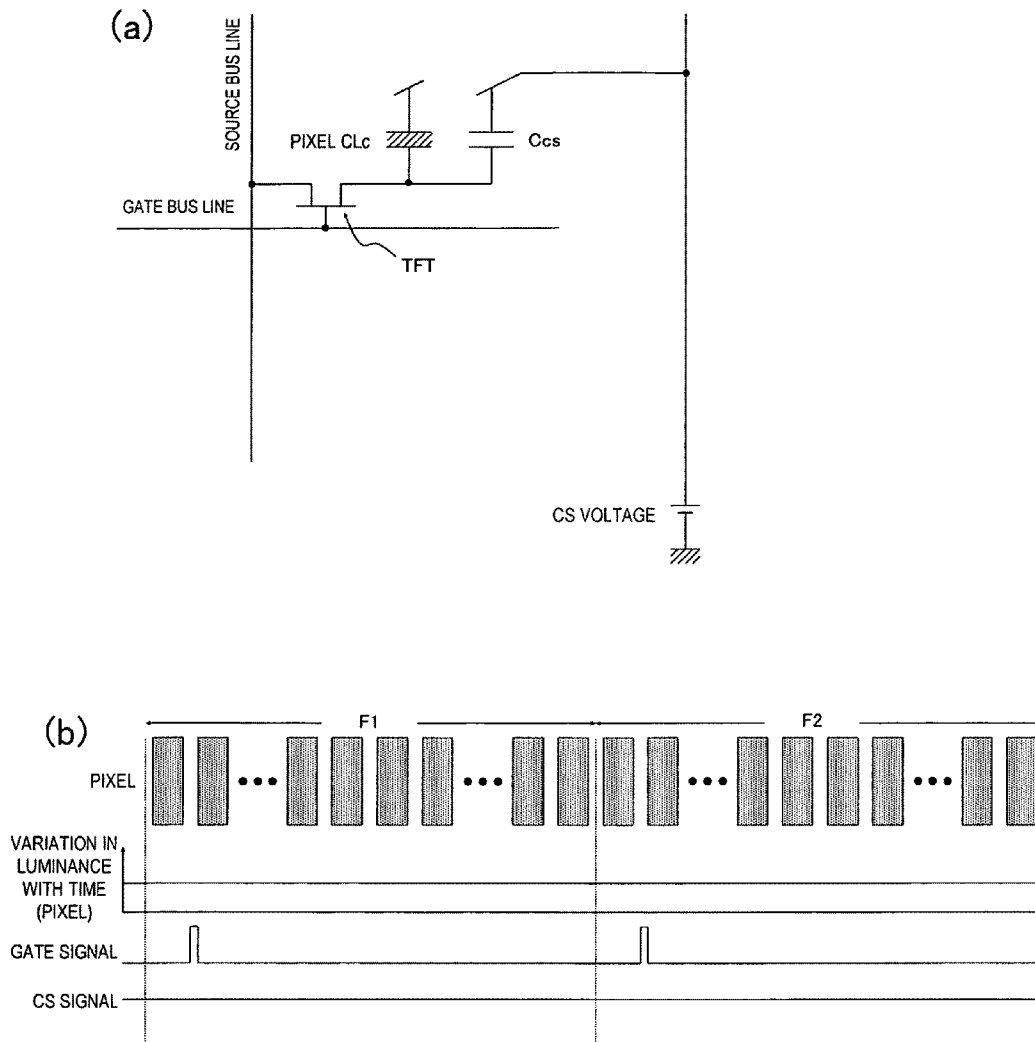 (a)
SOURCE BUS LINE
PIXEL CLc
Ccs
GATE BUS LINE
TFT
CS VOLTAGE
(b)
F1
F2
PIXEL
VARIATION IN
LUMINANCE
WITH TIME
(PIXEL)
GATE SIGNAL
CS SIGNAL